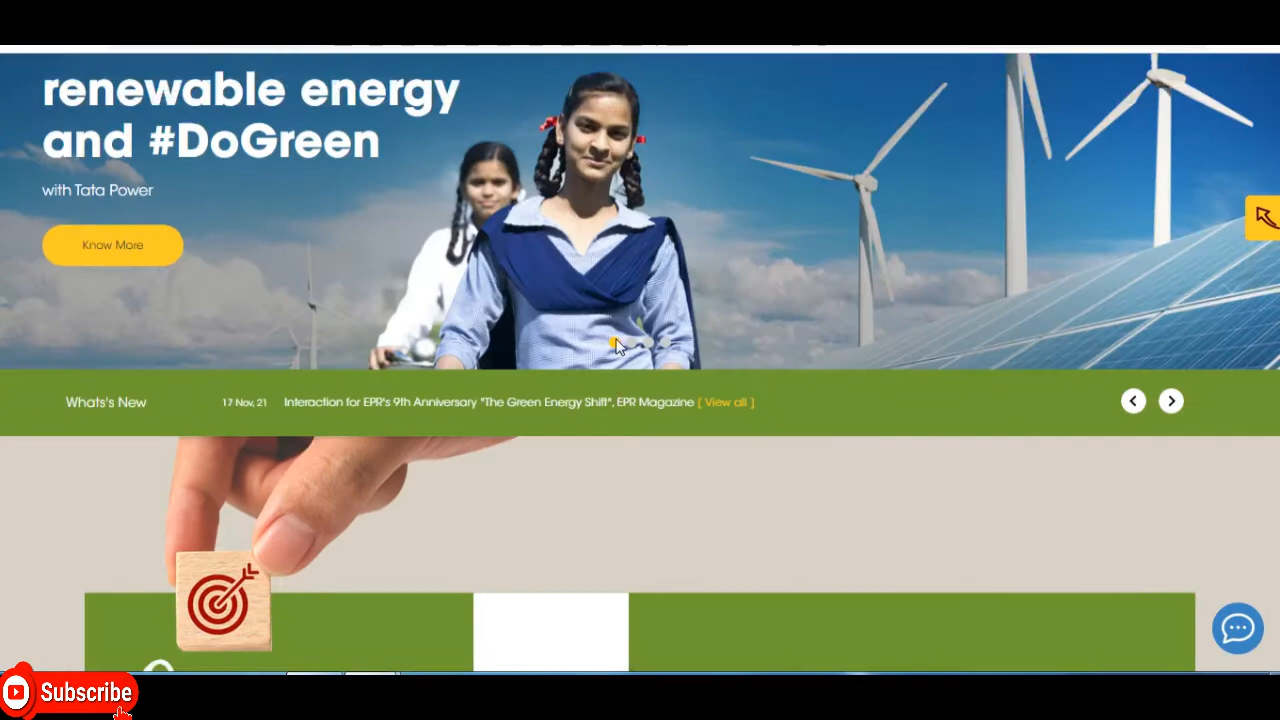 renewable energy
and #DoGreen
with Tata Power
Know More
Whats's New
17 Nov, 21 Interaction for EPR's 9th Anniversary "The Green Energy Shift", EPR Magazine [ View all ]
Subscribe